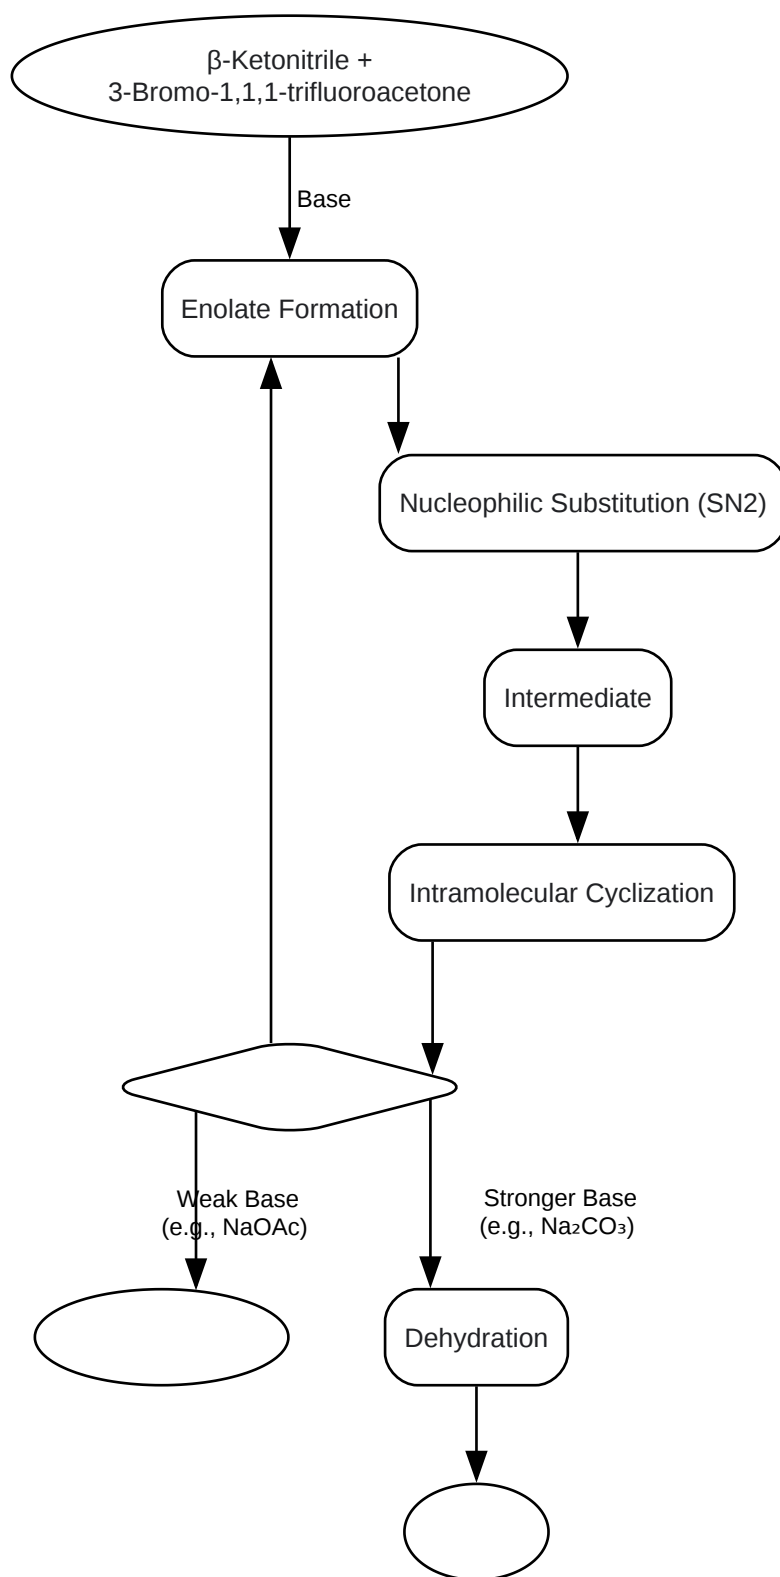 β-Ketonitrile +
3-Bromo-1,1,1-trifluoroacetone
Base
Enolate Formation
Nucleophilic Substitution (SN2)
Intermediate
Intramolecular Cyclization
Weak Base
(e.g., NaOAc)
Stronger Base
(e.g., Na₂CO₃)
Dehydration